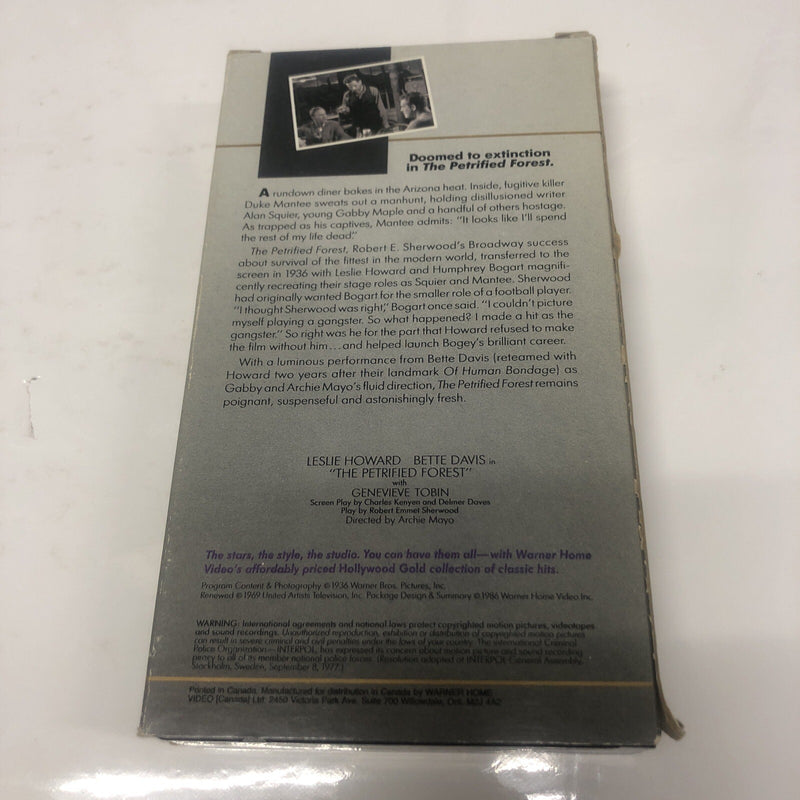 Doomed to extinction
in The Petrified Forest.
A rundown diner bakes in the Arizona heat. Inside, fugitive killer
Duke Mantee sweats out a manhunt, holding disillusioned writer
Alan Squier, young Gabby Maple and a handful of others hostage.
As trapped as his captives, Mantee admits: "It looks like I'll spend
the rest of my life dead."
The Petrified Forest, Robert E. Sherwood's Broadway success
about survival of the fittest in the modern world, transferred to the
screen in 1936 with Leslie Howard and Humphrey Bogart magnifi-
cently recreating their stage roles as Squier and Mantee. Sherwood
had originally wanted Bogart for the smaller role of a football player.
"I thought Sherwood was right," Bogart once said. "I couldn't picture
myself playing a gangster. So what happened? I made a hit as the
gangster." So right was he for the part that Howard refused to make
the film without him...and helped launch Bogey's brilliant career.
With a luminous performance from Bette Davis (reteamed with
Howard two years after their landmark Of Human Bondage) as
Gabby and Archie Mayo's fluid direction, The Petrified Forest remains
poignant, suspenseful and astonishingly fresh.
LESLIE HOWARD BETTE DAVIS in
"THE PETRIFIED FOREST"
with
GENEVIEVE TOBIN
Screen Play by Charles Kenyon and Delmer Daves
Play by Robert Emmet Sherwood
Directed by Archie Mayo
The stars, the style, the studio. You can have them all—with Warner Home
Video's affordably priced Hollywood Gold collection of classic hits.
Program Content & Photography ©1936 Warner Bros. Pictures, Inc.
Renewed ©1969 United Artists Television, Inc. Package Design & Summary ©1986 Warner Home Video Inc.
WARNING: International agreements and national laws protect copyrighted motion pictures, videotapes
and sound recordings. Unauthorized reproduction, exhibition or distribution of copyrighted motion pictures
can result in severe criminal and civil penalties under the laws of your country. The International Criminal
Police Organization—INTERPOL, has expressed its concern about motion picture and sound recording
piracy to all of its member national police forces. (Resolution adopted at INTERPOL General Assembly,
Stockholm, Sweden, September 8, 1977.)
Printed in Canada. Manufactured for distribution in Canada by WARNER HOME
VIDEO (Canada) Ltd. 2450 Victoria Park Ave. Suite 700 Willowdale, Ont. M2J 4A2